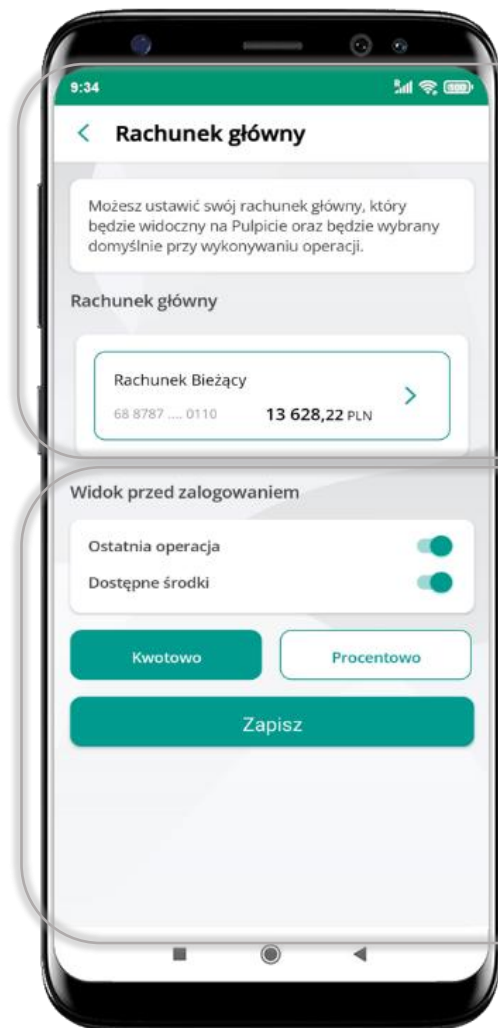 9:34
Rachunek główny
Możesz ustawić swój rachunek główny, który
będzie widoczny na Pulpicie oraz będzie wybrany
domyślnie przy wykonywaniu operacji.
Rachunek główny
Rachunek Bieżący
68 8787 .... 0110 13 628,22 PLN
Widok przed zalogowaniem
Ostatnia operacja
Dostępne środki
Kwotowo Procentowo
Zapisz